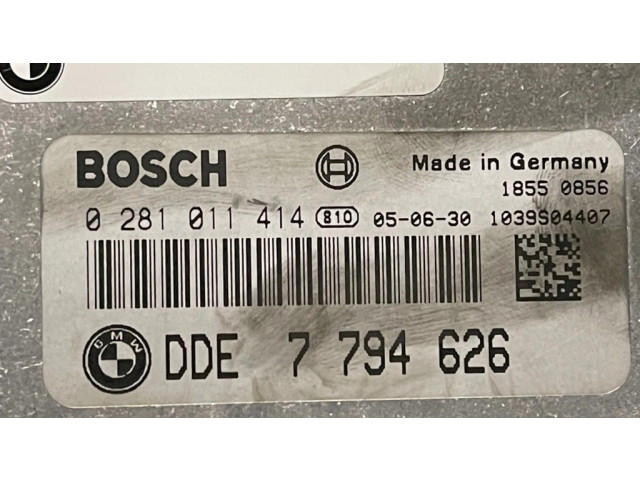 BOSCH
Made in Germany
1855 0856
0 281 011 414 810 05-06-30 1039S04407
BMW DDE 7 794 626